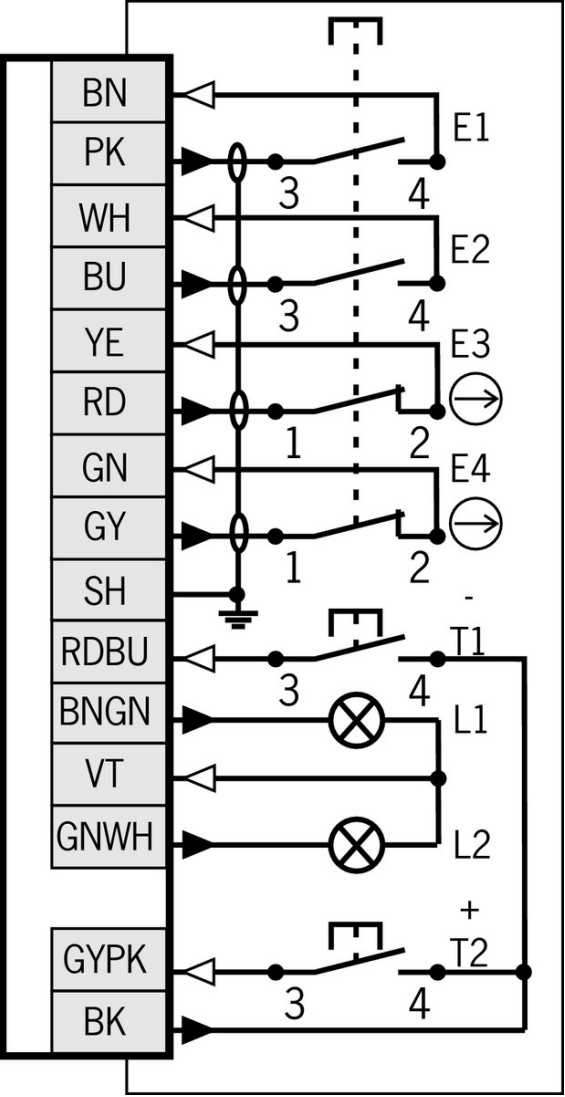 BN
E1
PK
3 4
WH
E2
BU
3 4
YE
E3
RD
1 2
GN
E4
GY
1 2
SH
-
RDBU
T1
3 4
BNGN
L1
VT
GNWH
L2
+
GYPK
T2
3 4
BK